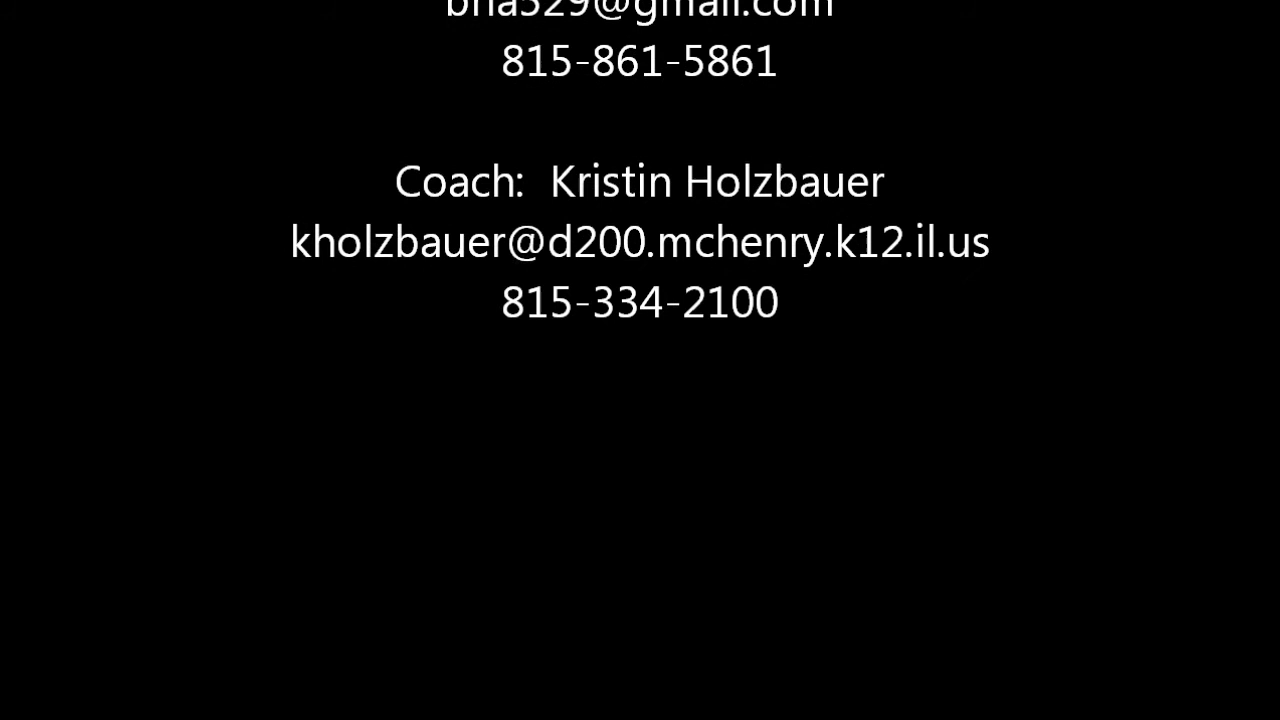 815-861-5861
Coach: Kristin Holzbauer
kholzbauer@d200.mchenry.k12.il.us
815-334-2100